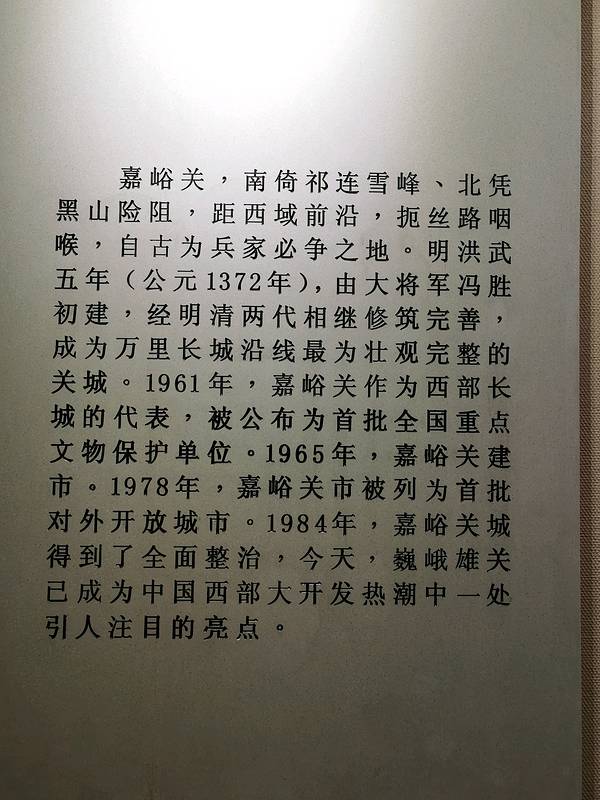 嘉峪关，南倚祁连雪峰、北凭
黑山险阻，距西域前沿，扼丝路咽
喉，自古为兵家必争之地。明洪武
五年（公元1372年），由大将军冯胜
初建，经明清两代相继修筑完善，
成为万里长城沿线最为壮观完整的
关城。1961年，嘉峪关作为西部长
城的代表，被公布为首批全国重点
文物保护单位。1965年，嘉峪关建
市。1978年，嘉峪关市被列为首批
对外开放城市。1984年，嘉峪关城
得到了全面整治，今天，巍峨雄关
已成为中国西部大开发热潮中一处
引人注目的亮点。